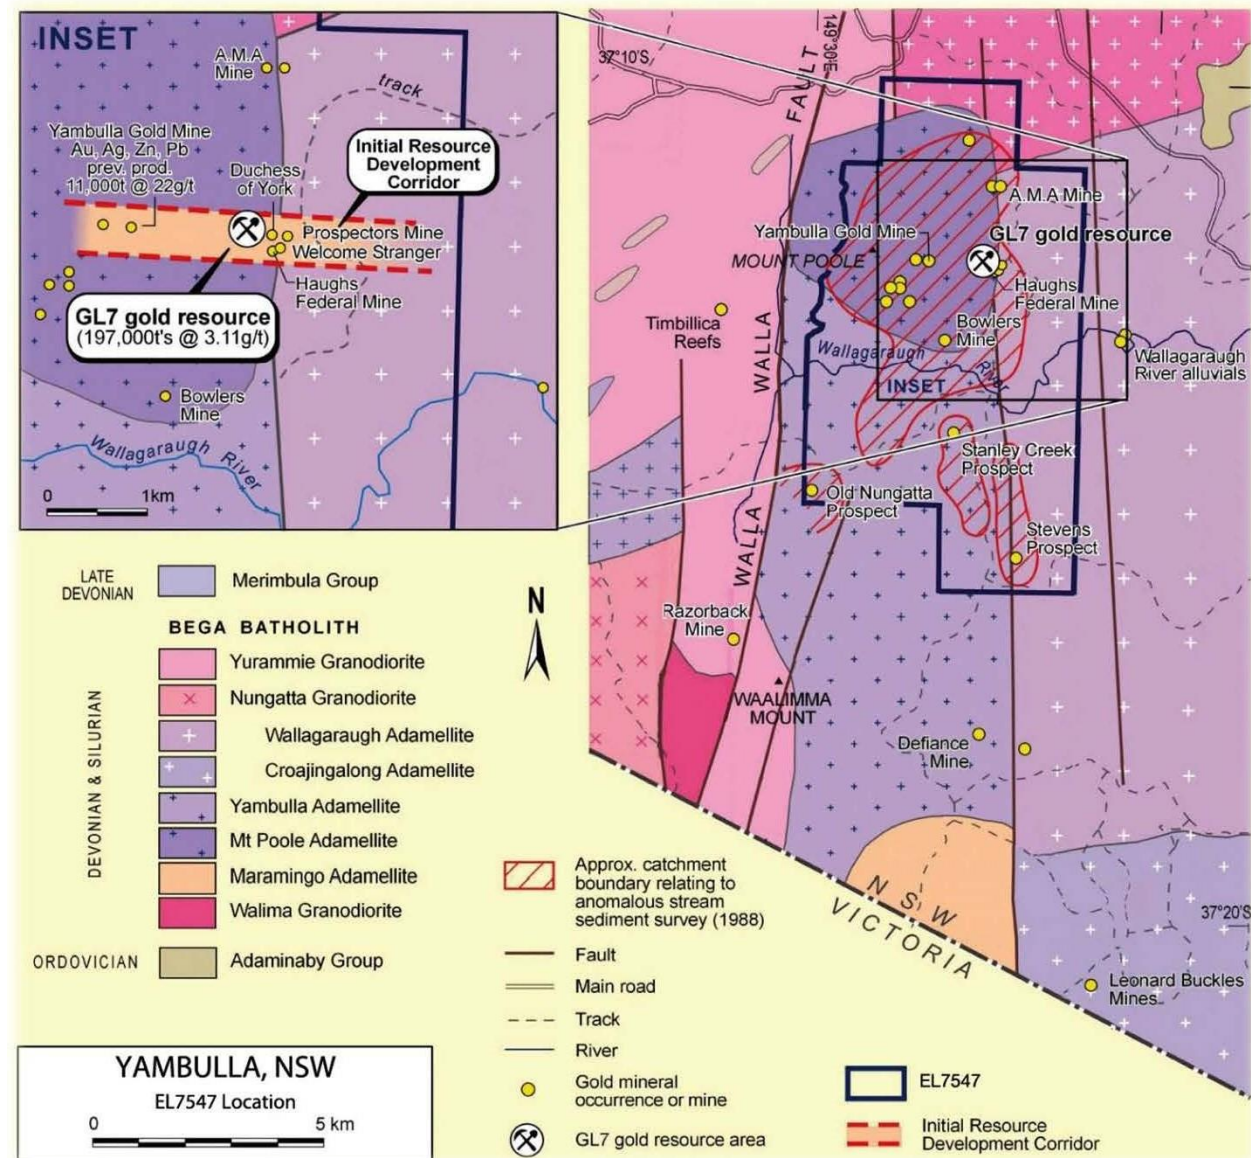 INSET
A.M.A
Mine
track
Yambulla Gold Mine
Au, Ag, Zn, Pb
prev. prod.
11,000t @ 22g/t
Duchess
of York
Initial Resource
Development
Corridor
Prospectors Mine
Welcome Stranger
Haughs
Federal Mine
GL7 gold resource
(197,000t's @ 3.11g/t)
Bowlers
Mine
Wallagaraugh River
0 1km
37°10'S
149°30'E
FAULT
WALLA
WALLA
A.M.A Mine
Yambulla Gold Mine
GL7 gold resource
MOUNT POOLE
Haughs
Federal Mine
Timbillica
Reefs
Bowlers
Mine
Wallagaraugh River
INSET
Wallagaraugh
River alluvials
Stanley Creek
Prospect
Old Nungatta
Prospect
Stevens
Prospect
Razorback
Mine
WAALIMMA
MOUNT
Defiance
Mine
NSW
VICTORIA
37°20'S
Leonard Buckles
Mines
N
LATE
DEVONIAN
Merimbula Group
BEGA BATHOLITH
DEVONIAN & SILURIAN
Yurammie Granodiorite
Nungatta Granodiorite
Wallagaraugh Adamellite
Croajingalong Adamellite
Yambulla Adamellite
Mt Poole Adamellite
Maramingo Adamellite
Walima Granodiorite
ORDOVICIAN
Adaminaby Group
Approx. catchment
boundary relating to
anomalous stream
sediment survey (1988)
Fault
Main road
Track
River
Gold mineral
occurrence or mine
GL7 gold resource area
EL7547
Initial Resource
Development Corridor
YAMBULLA, NSW
EL7547 Location
0 5 km